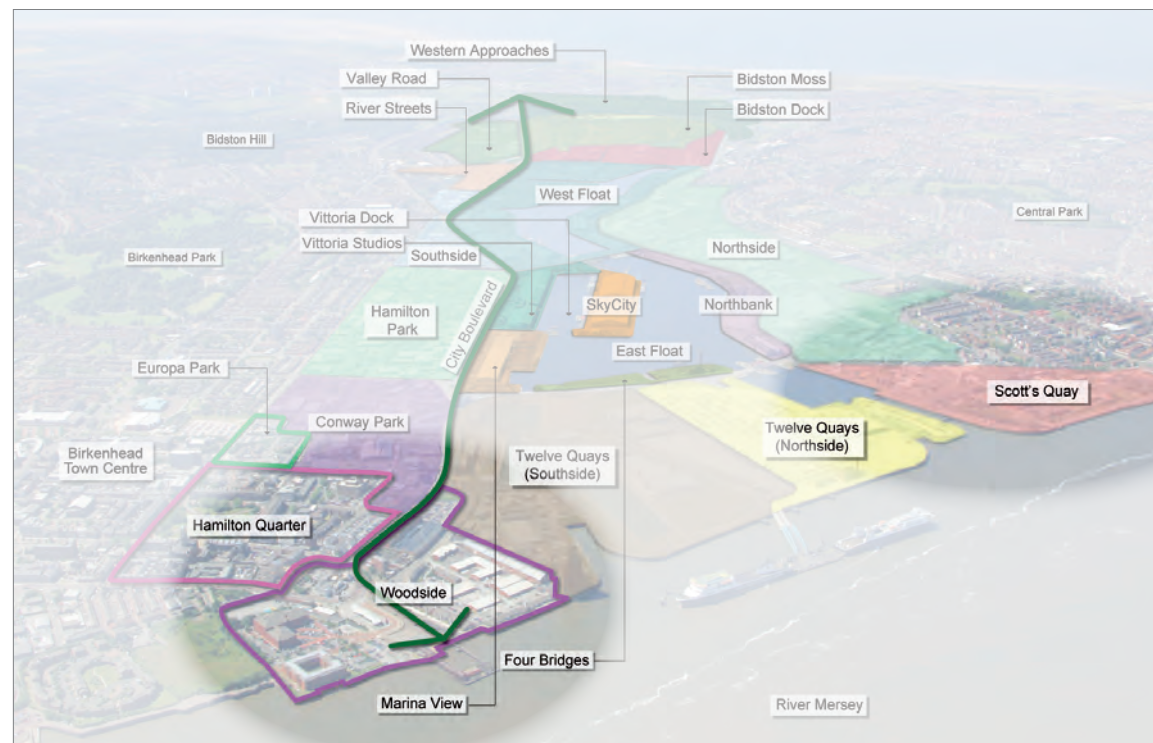 Western Approaches
Valley Road
Bidston Moss
River Streets
Bidston Dock
Bidston Hill
West Float
Vittoria Dock
Central Park
Vittoria Studios
Northside
Southside
Birkenhead Park
SkyCity
Northbank
Hamilton
Park
City Boulevard
East Float
Europa Park
Scott's Quay
Conway Park
Twelve Quays
(Northside)
Birkenhead
Town Centre
Twelve Quays
(Southside)
Hamilton Quarter
Woodside
Four Bridges
Marina View
River Mersey